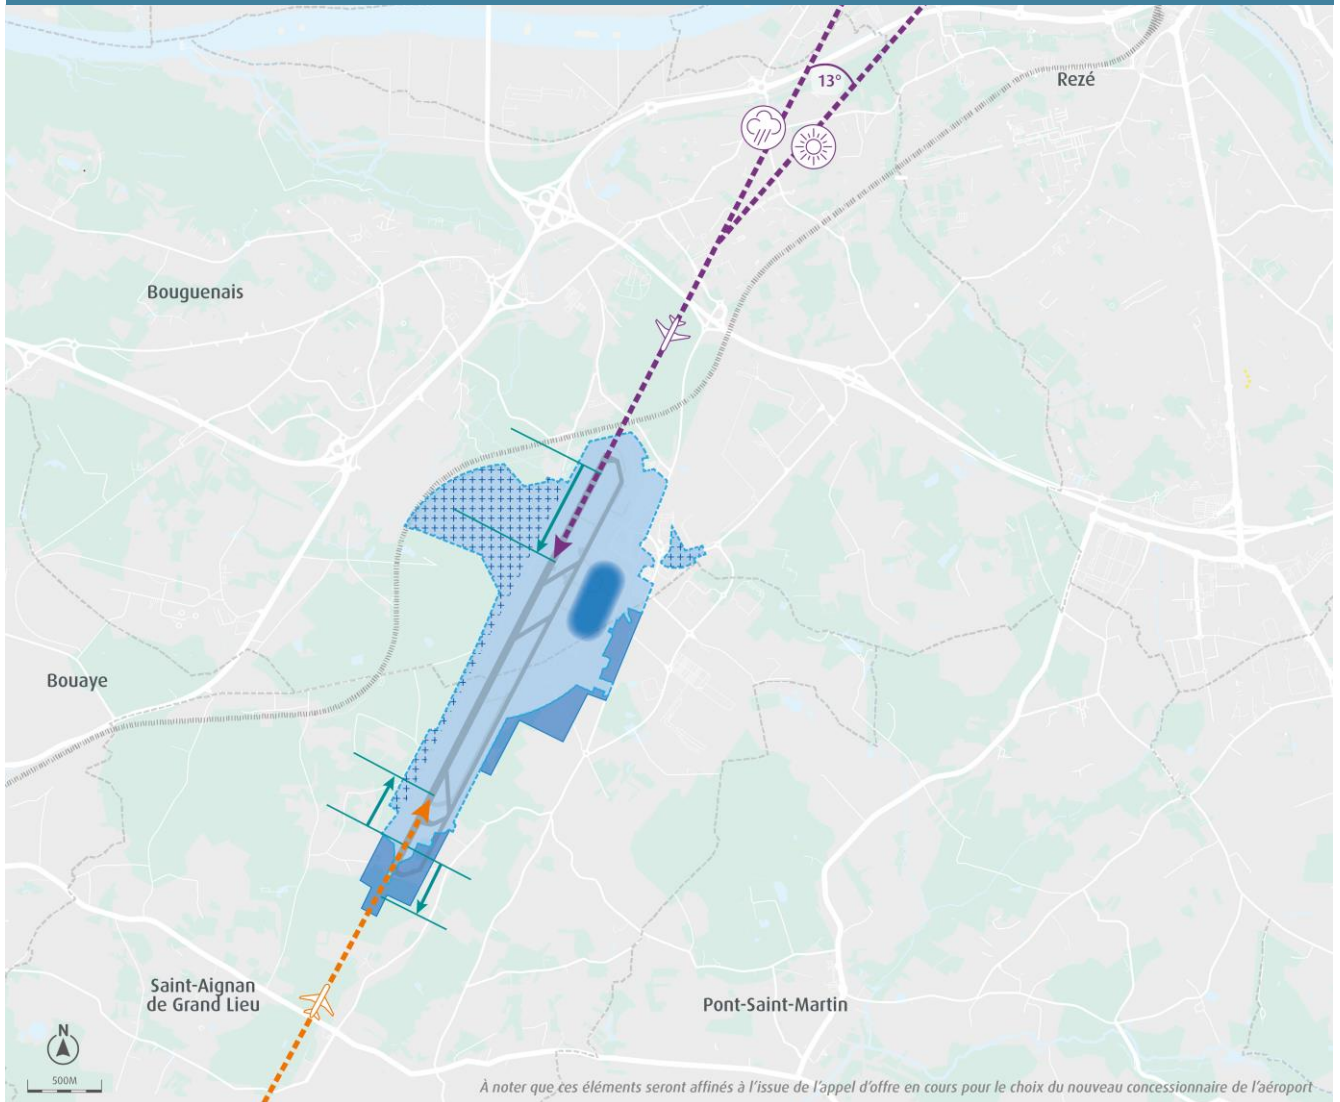 13°
Rezé
Bouguenais
Bouaye
Saint-Aignan
de Grand Lieu
Pont-Saint-Martin
N
500M
À noter que ces éléments seront affinés à l'issue de l'appel d'offre en cours pour le choix du nouveau concessionnaire de l'aéroport